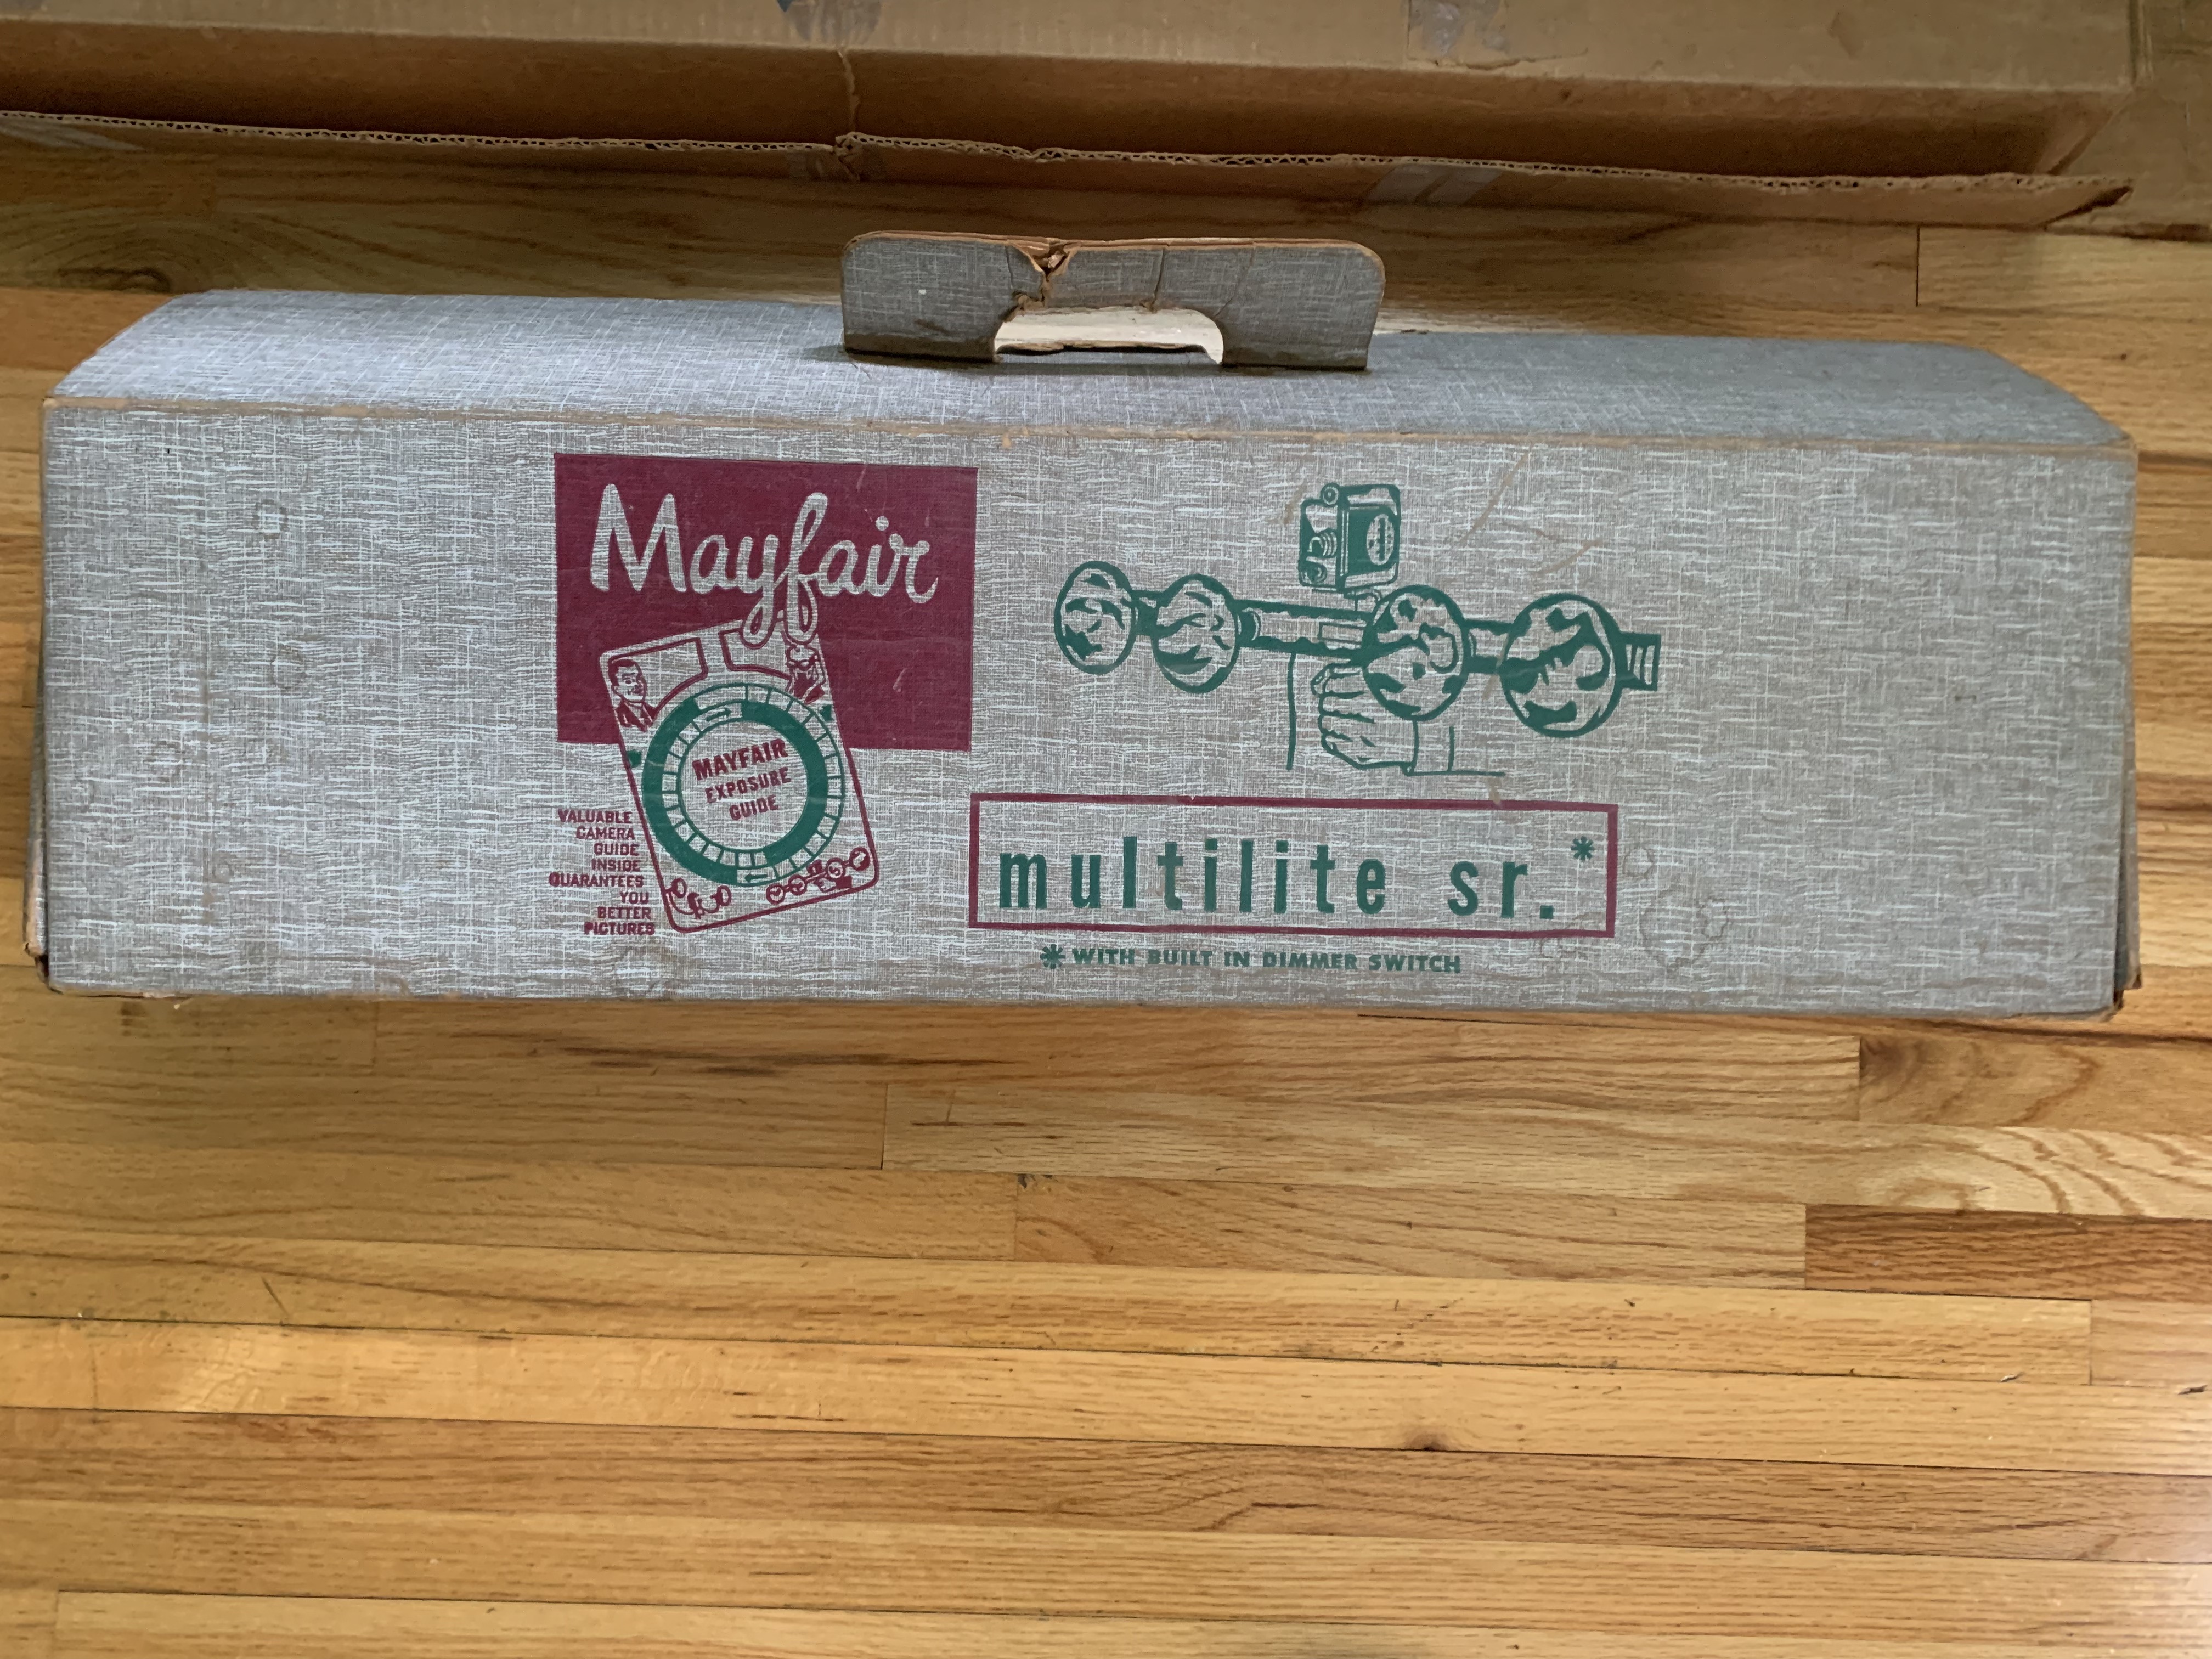 Mayfair
MAYFAIR
EXPOSURE
GUIDE
VALUABLE
CAMERA
GUIDE
INSIDE
GUARANTEES
YOU
BETTER
PICTURES
multilite sr.*
* WITH BUILT IN DIMMER SWITCH